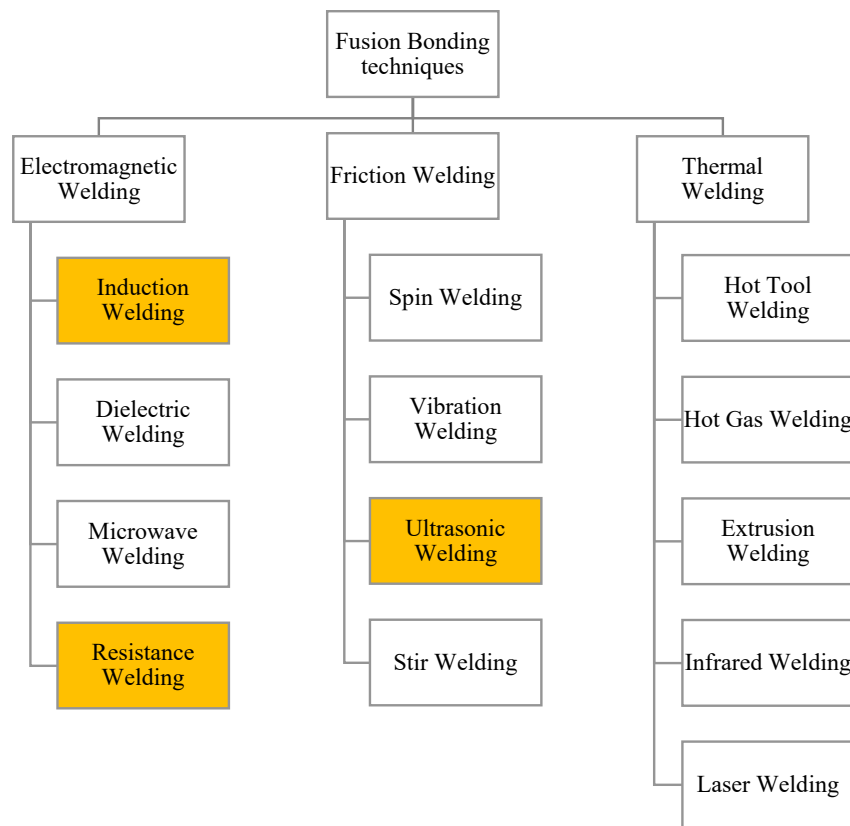 Fusion Bonding
techniques
Electromagnetic
Welding
Induction
Welding
Dielectric
Welding
Microwave
Welding
Resistance
Welding
Friction Welding
Spin Welding
Vibration
Welding
Ultrasonic
Welding
Stir Welding
Thermal
Welding
Hot Tool
Welding
Hot Gas Welding
Extrusion
Welding
Infrared Welding
Laser Welding